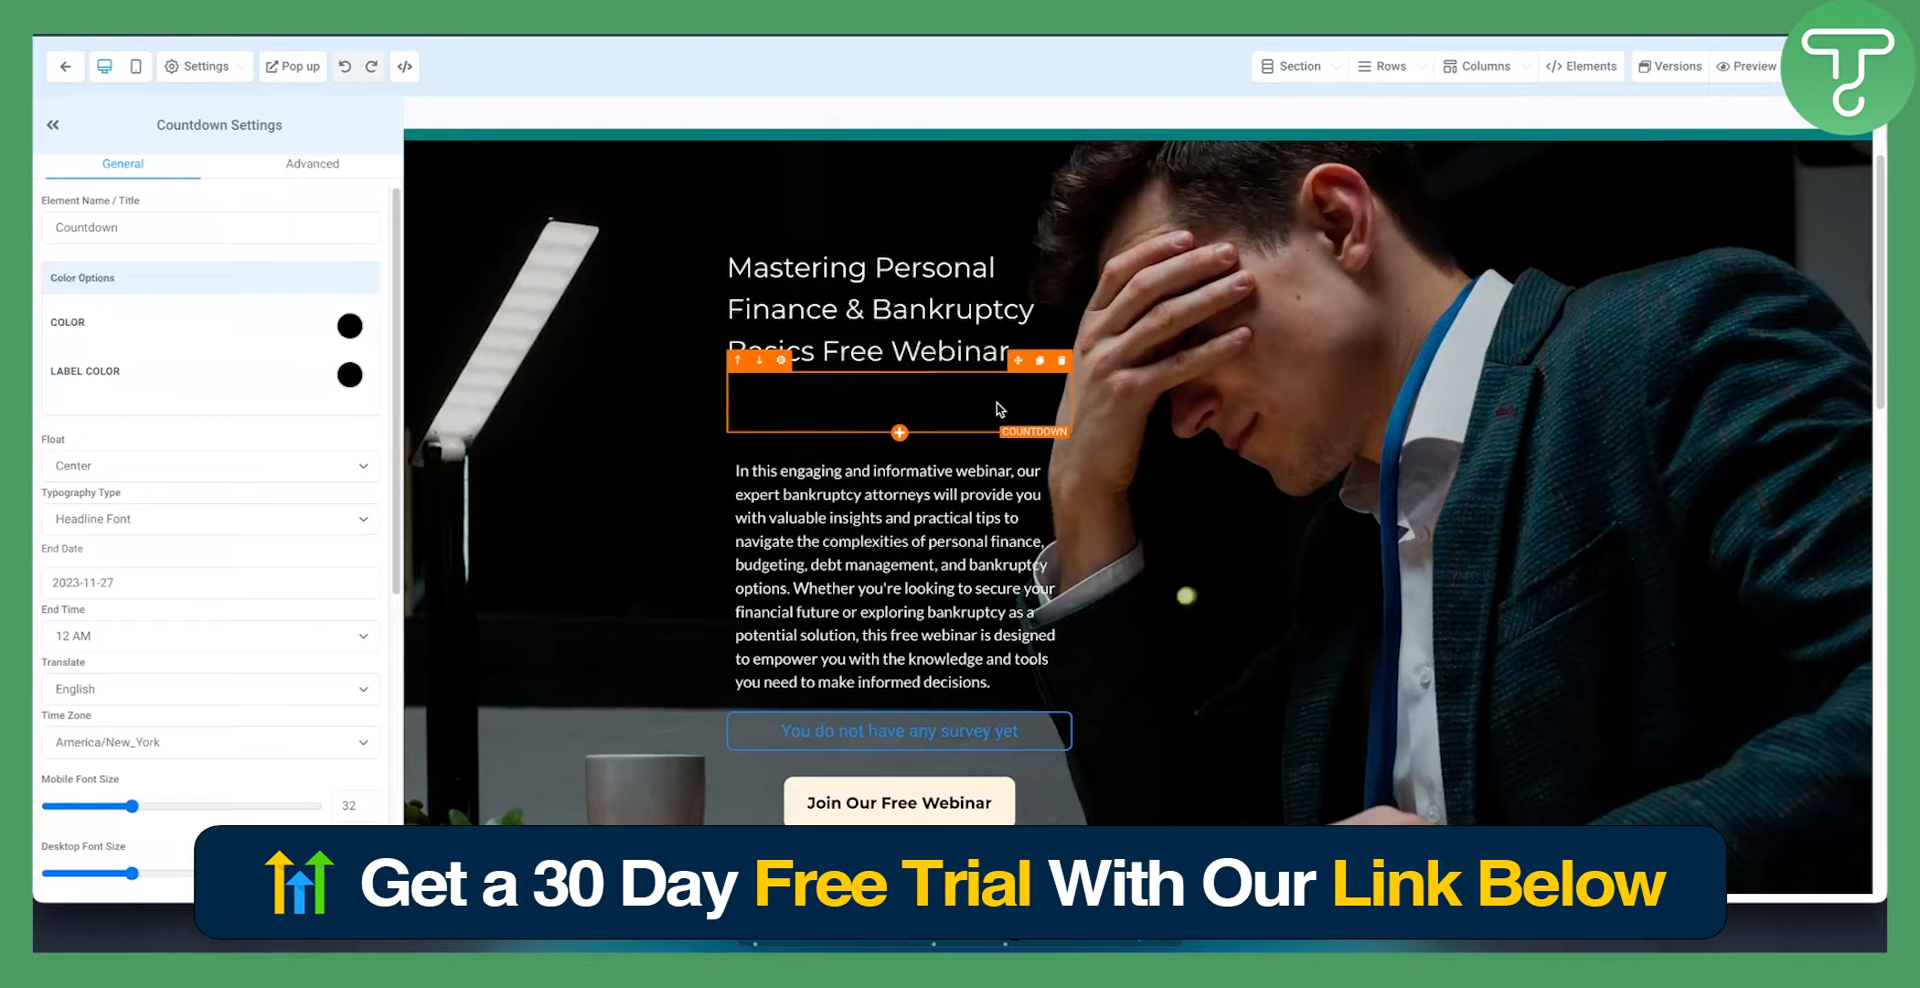 Settings
Pop up
Section
Rows
Columns
</> Elements
Versions
Preview
Countdown Settings
General
Advanced
Element Name / Title
Countdown
Color Options
COLOR
LABEL COLOR
Float
Center
Typography Type
Headline Font
End Date
2023-11-27
End Time
12 AM
Translate
English
Time Zone
America/New_York
Mobile Font Size
32
Desktop Font Size
Mastering Personal
Finance & Bankruptcy
Basics Free Webinar
COUNTDOWN
In this engaging and informative webinar, our
expert bankruptcy attorneys will provide you
with valuable insights and practical tips to
navigate the complexities of personal finance,
budgeting, debt management, and bankruptcy
options. Whether you're looking to secure your
financial future or exploring bankruptcy as a
potential solution, this free webinar is designed
to empower you with the knowledge and tools
you need to make informed decisions.
You do not have any survey yet
Join Our Free Webinar
Get a 30 Day Free Trial With Our Link Below